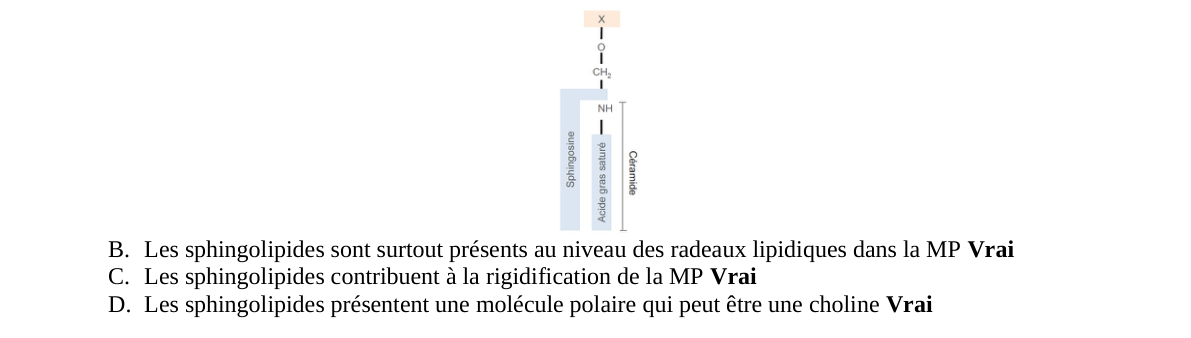 X
O
CH₂
NH
Sphingosine
Acide gras saturé
Céramide
B. Les sphingolipides sont surtout présents au niveau des radeaux lipidiques dans la MP Vrai
C. Les sphingolipides contribuent à la rigidification de la MP Vrai
D. Les sphingolipides présentent une molécule polaire qui peut être une choline Vrai